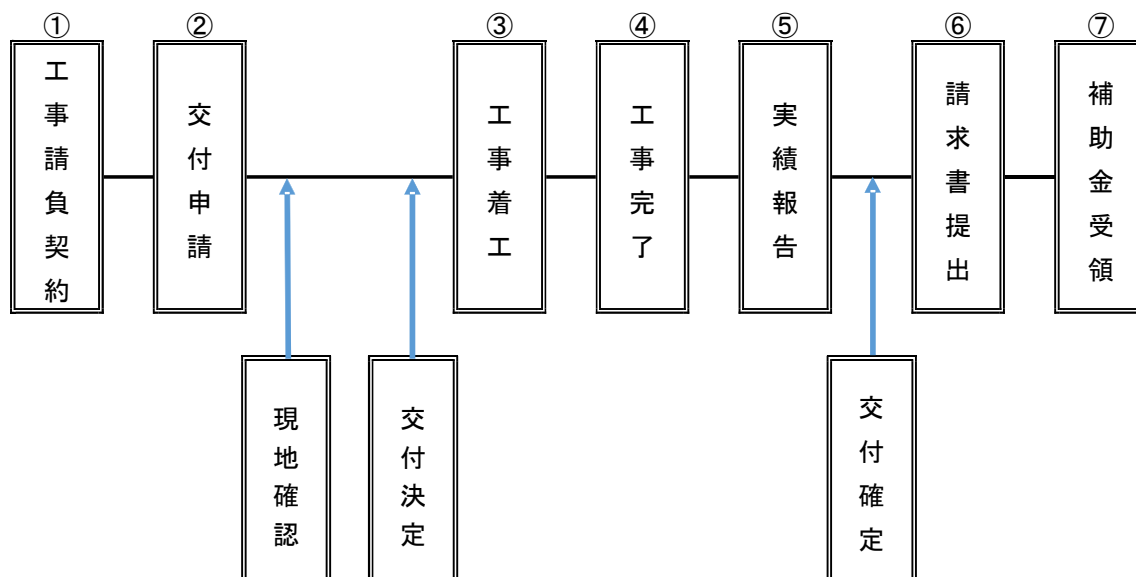 ①
工事請負契約
②
交付申請
③
工事着工
④
工事完了
⑤
実績報告
⑥
請求書提出
⑦
補助金受領
現地確認
交付決定
交付確定